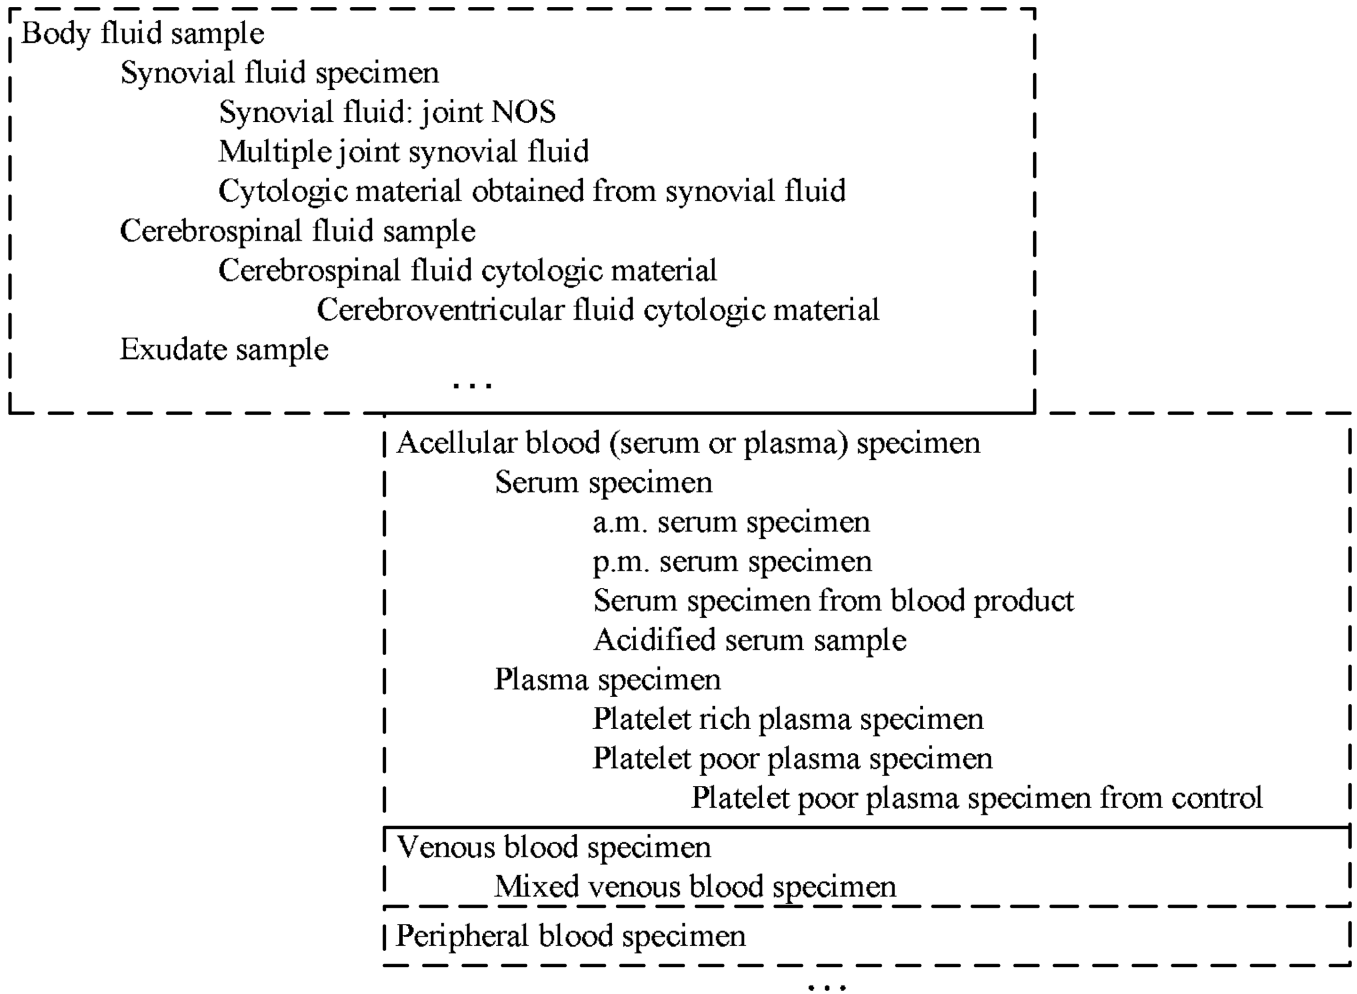 Body fluid sample
Synovial fluid specimen
Synovial fluid: joint NOS
Multiple joint synovial fluid
Cytologic material obtained from synovial fluid
Cerebrospinal fluid sample
Cerebrospinal fluid cytologic material
Cerebroventricular fluid cytologic material
Exudate sample
...
Acellular blood (serum or plasma) specimen
Serum specimen
a.m. serum specimen
p.m. serum specimen
Serum specimen from blood product
Acidified serum sample
Plasma specimen
Platelet rich plasma specimen
Platelet poor plasma specimen
Platelet poor plasma specimen from control
Venous blood specimen
Mixed venous blood specimen
Peripheral blood specimen
...